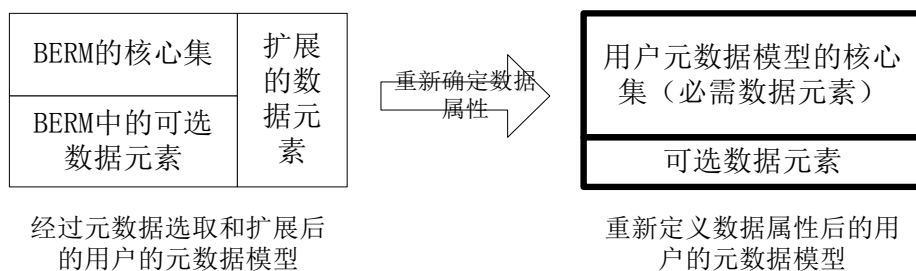 BERM的核心集
BERM中的可选
数据元素
扩展
的数
据元
素
重新确定数据
属性
用户元数据模型的核心
集（必需数据元素）
可选数据元素
经过元数据选取和扩展后
的用户的元数据模型
重新定义数据属性后的用
户的元数据模型